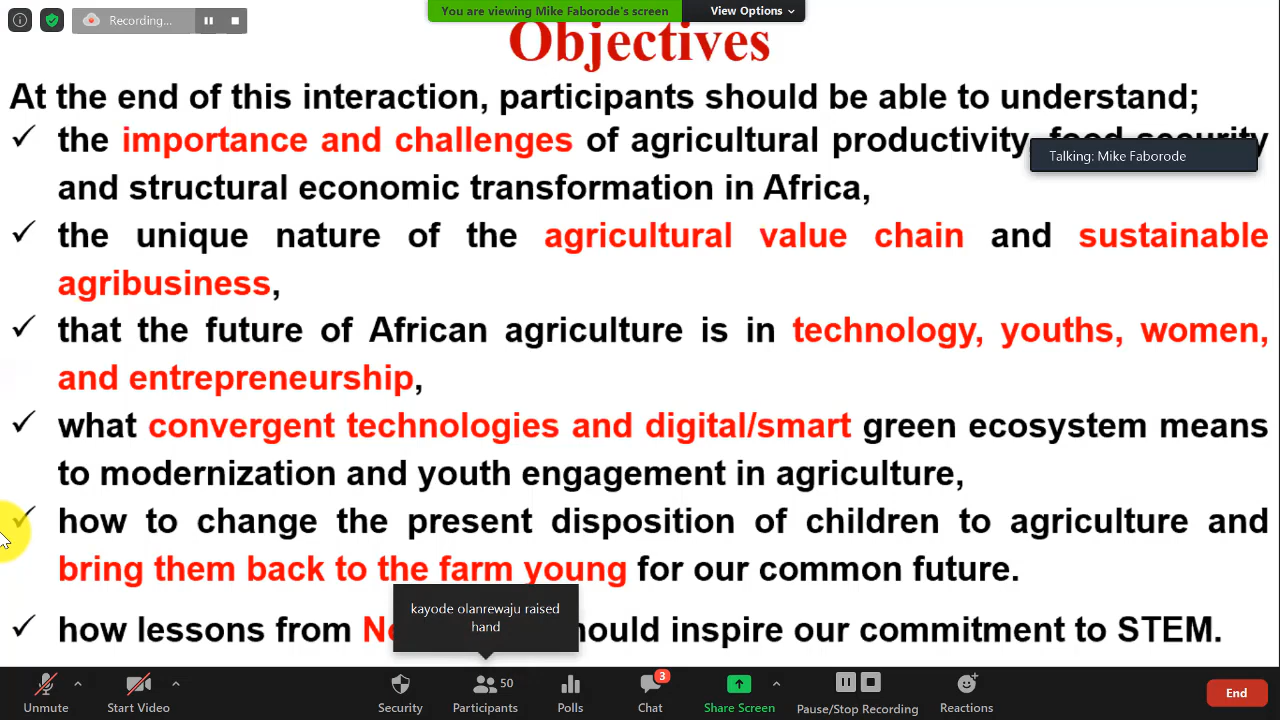 Recording...
You are viewing Mike Faborode's screen
View Options
Objectives
At the end of this interaction, participants should be able to understand;
✓ the importance and challenges of agricultural productivity, food security
Talking: Mike Faborode
and structural economic transformation in Africa,
✓ the unique nature of the agricultural value chain and sustainable
agribusiness,
✓ that the future of African agriculture is in technology, youths, women,
and entrepreneurship,
✓ what convergent technologies and digital/smart green ecosystem means
to modernization and youth engagement in agriculture,
✓ how to change the present disposition of children to agriculture and
bring them back to the farm young for our common future.
kayode olanrewaju raised
hand
✓ how lessons from should inspire our commitment to STEM.
Unmute
Start Video
Security
Participants 50
Polls
Chat 3
Share Screen
Pause/Stop Recording
Reactions
End